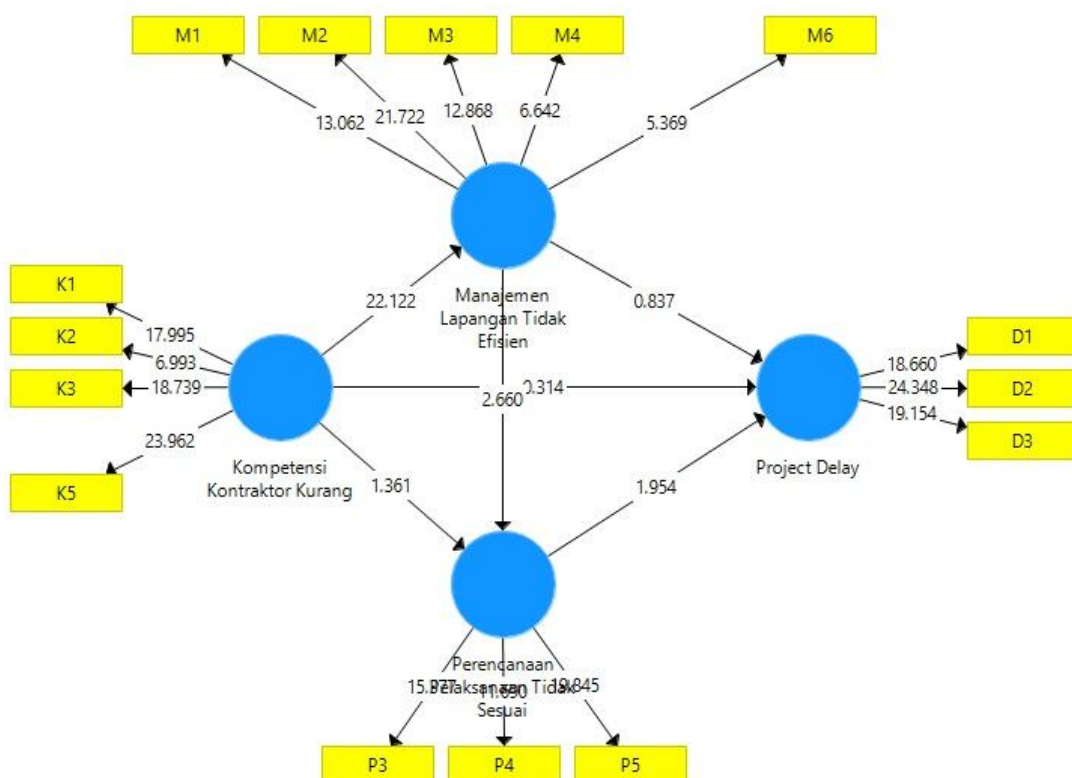 M1
M2
M3
M4
M6
13.062
21.722
12.868
6.642
5.369
K1
K2
K3
K5
17.995
6.993
18.739
23.962
22.122
Manajemen
Lapangan Tidak
Efisien
0.837
2.660
0.314
D1
D2
D3
18.660
24.348
19.154
Kompetensi
Kontraktor Kurang
Project Delay
1.361
1.954
Perencanaan
Pelaksanaan Tidak
Sesuai
P3
P4
P5